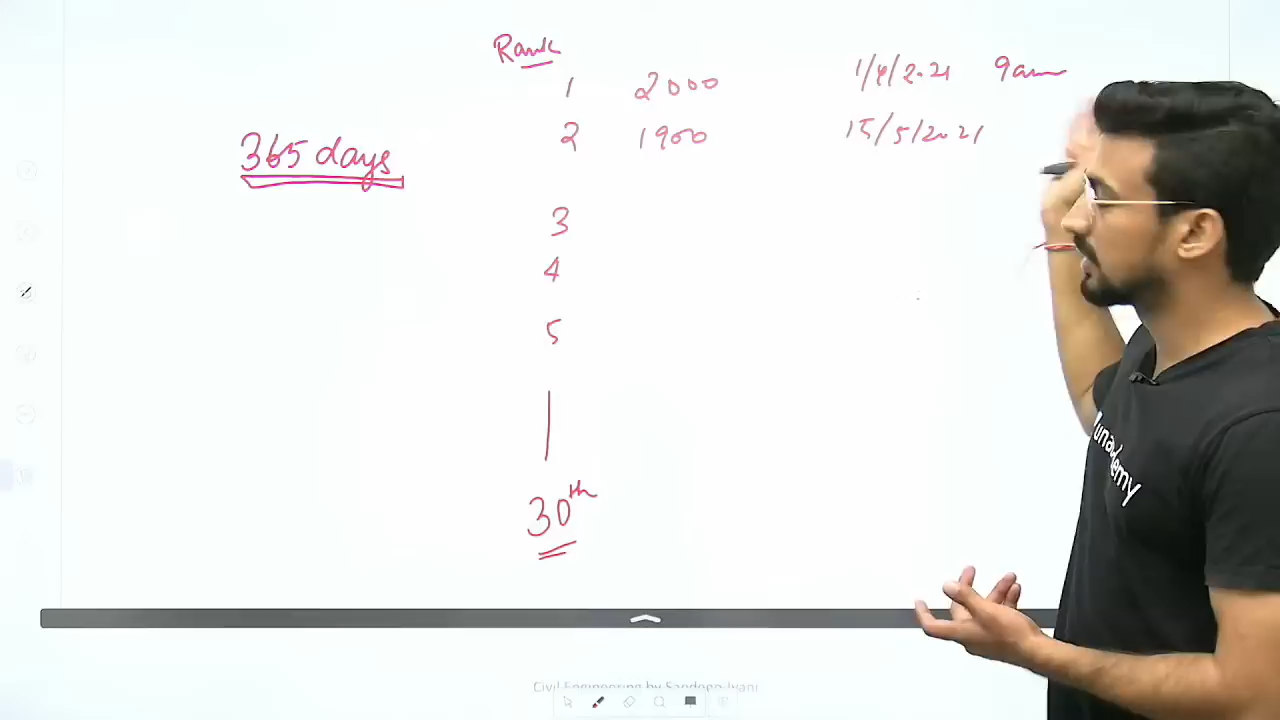 Rank
1 2000 1/4/2021 9am
2 1900 15/5/2021
365 days
3
4
5
30th
unacademy
Civil Engineering by Sandeep Jyani